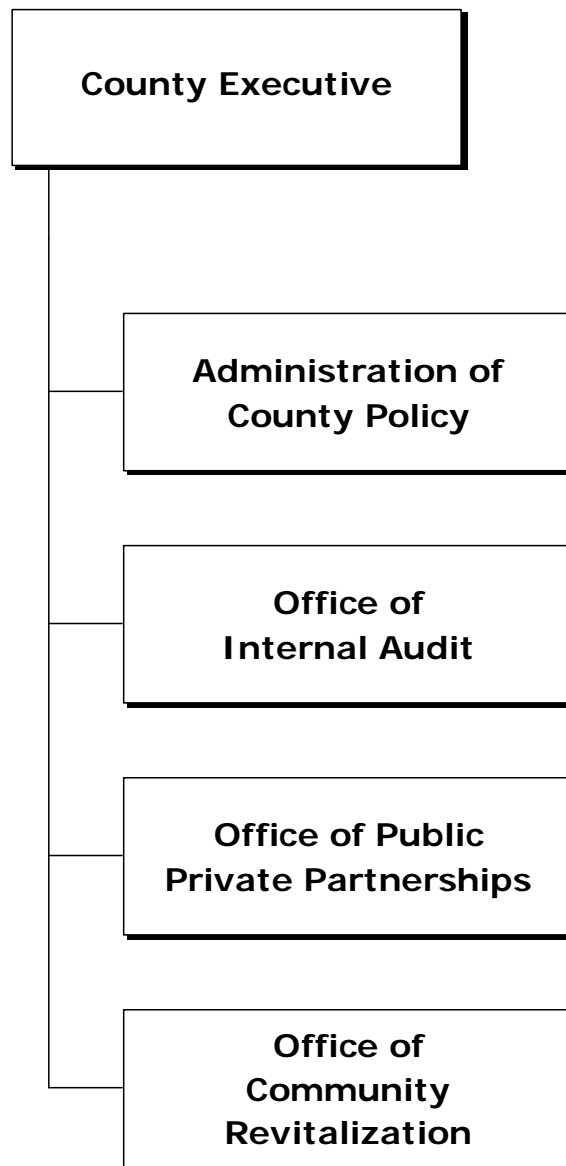 County Executive
Administration of
County Policy
Office of
Internal Audit
Office of Public
Private Partnerships
Office of
Community
Revitalization